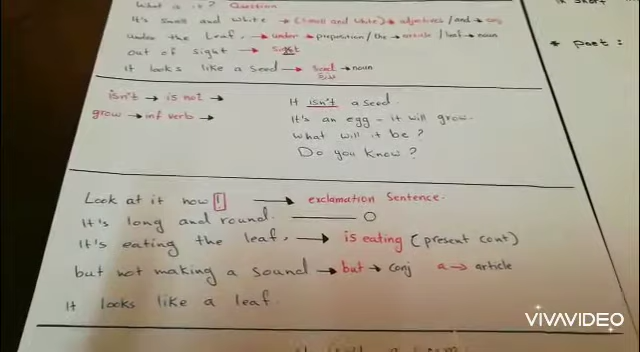 What is it? Question
It's small and white → (small and white) → adjectives / and → conj
under the leaf, → under → preposition / the → article / leaf → noun
out of sight → sight
It looks like a seed → seed → noun
isn't → is not →
It isn't a seed.
grow → inf verb →
It's an egg - it will grow.
What will it be?
Do you know?
Look at it now! → exclamation sentence.
It's long and round.
It's eating the leaf, → is eating (present cont)
but not making a sound → but → conj a → article
It looks like a leaf.
* poet:
VIVAVIDEO